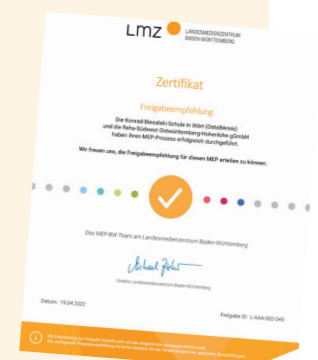 LMZ
LANDESMEDIENZENTRUM
BADEN-WÜRTTEMBERG
Zertifikat
Freigabeempfehlung
Die Konrad-Biesalski-Schule in Wört (Ostalbkreis)
und die Reha-Südwest Ostwürttemberg-Hohenlohe gGmbH
haben ihren MEP-Prozess erfolgreich durchgeführt.
Wir freuen uns, die Freigabeempfehlung für diesen MEP erteilen zu können.
Das MEP-BW Team am Landesmedienzentrum Baden-Württemberg
Direktor Landesmedienzentrum Baden-Württemberg
Datum: 19.04.2022
Freigabe ID: L-AAA-002-049